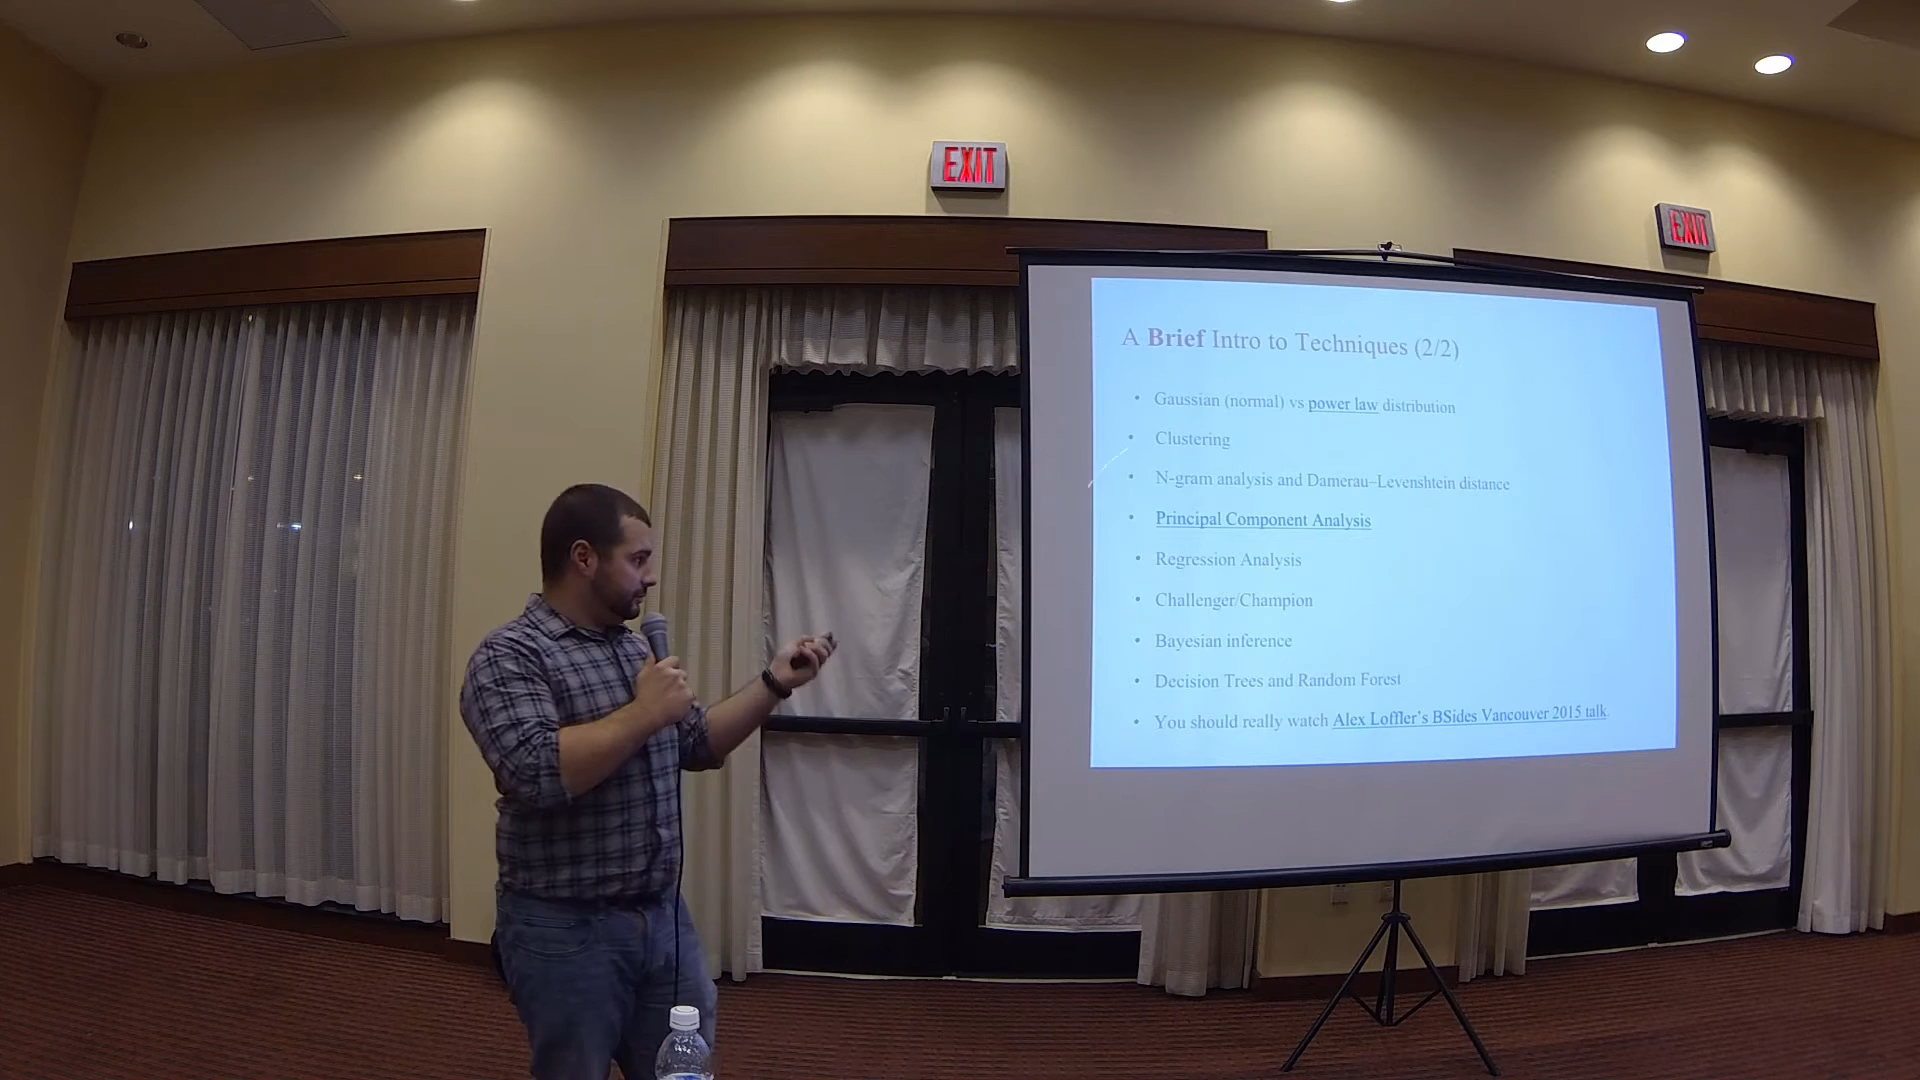 EXIT
EXIT
A Brief Intro to Techniques (2/2)
• Gaussian (normal) vs power law distribution
• Clustering
• N-gram analysis and Damerau–Levenshtein distance
• Principal Component Analysis
• Regression Analysis
• Challenger/Champion
• Bayesian inference
• Decision Trees and Random Forest
• You should really watch Alex Loffler's BSides Vancouver 2015 talk